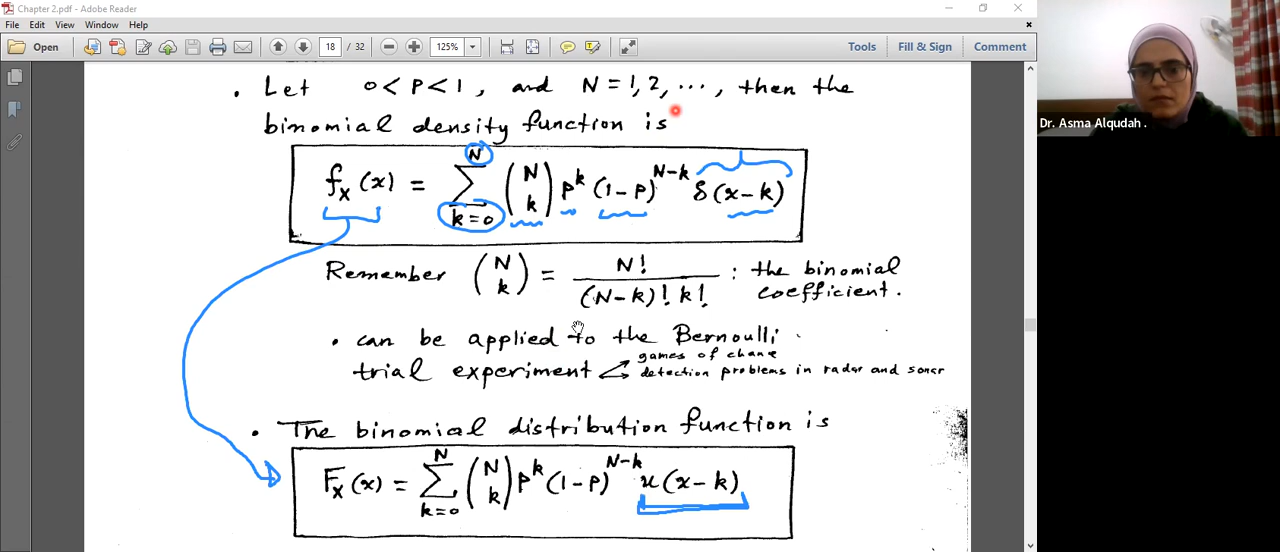 Chapter 2.pdf - Adobe Reader
File Edit View Window Help
Open 18 / 32 125% Tools Fill & Sign Comment
• Let 0 < P < 1, and N = 1, 2, ..., then the
binomial density function is
f_X(x) = ∑_{k=0}^{N} (N k) p^k (1-p)^{N-k} δ(x-k)
Remember (N k) = N! / (N-k)! k! : the binomial
coefficient.
• can be applied to the Bernoulli
trial experiment
games of chane
detection problems in radar and sonar
• The binomial distribution function is
F_X(x) = ∑_{k=0}^{N} (N k) p^k (1-p)^{N-k} u(x-k)
Dr. Asma Alqudah .